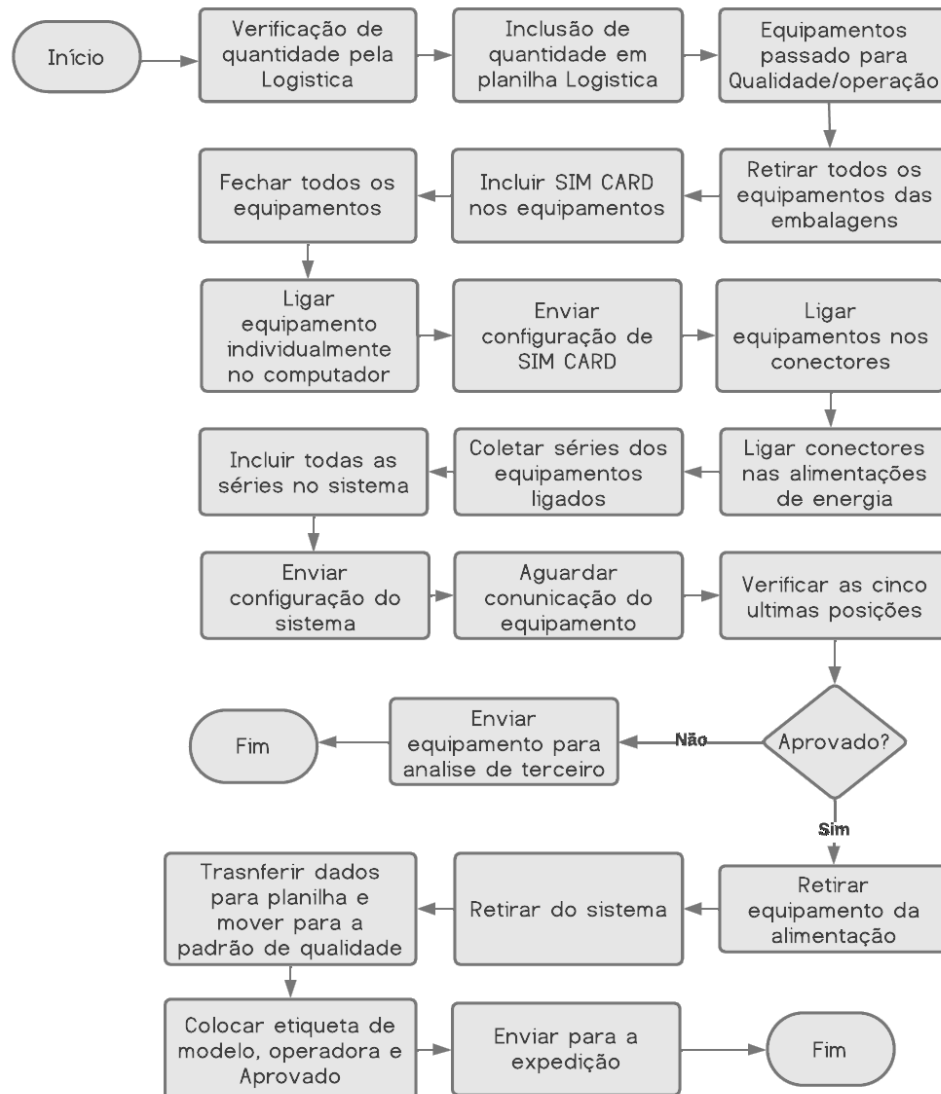 Início
Verificação de
quantidade pela
Logistica
Inclusão de
quantidade em
planilha Logistica
Equipamentos
passado para
Qualidade/operação
Retirar todos os
equipamentos das
embalagens
Incluir SIM CARD
nos equipamentos
Fechar todos os
equipamentos
Ligar
equipamento
individualmente
no computador
Enviar
configuração de
SIM CARD
Ligar
equipamentos nos
conectores
Ligar conectores
nas alimentações
de energia
Coletar séries dos
equipamentos
ligados
Incluir todas as
séries no sistema
Enviar
configuração do
sistema
Aguardar
conunicação do
equipamento
Verificar as cinco
ultimas posições
Aprovado?
Não
Enviar
equipamento para
analise de terceiro
Fim
Sim
Retirar
equipamento da
alimentação
Retirar do sistema
Trasnferir dados
para planilha e
mover para a
padrão de qualidade
Colocar etiqueta de
modelo, operadora e
Aprovado
Enviar para a
expedição
Fim